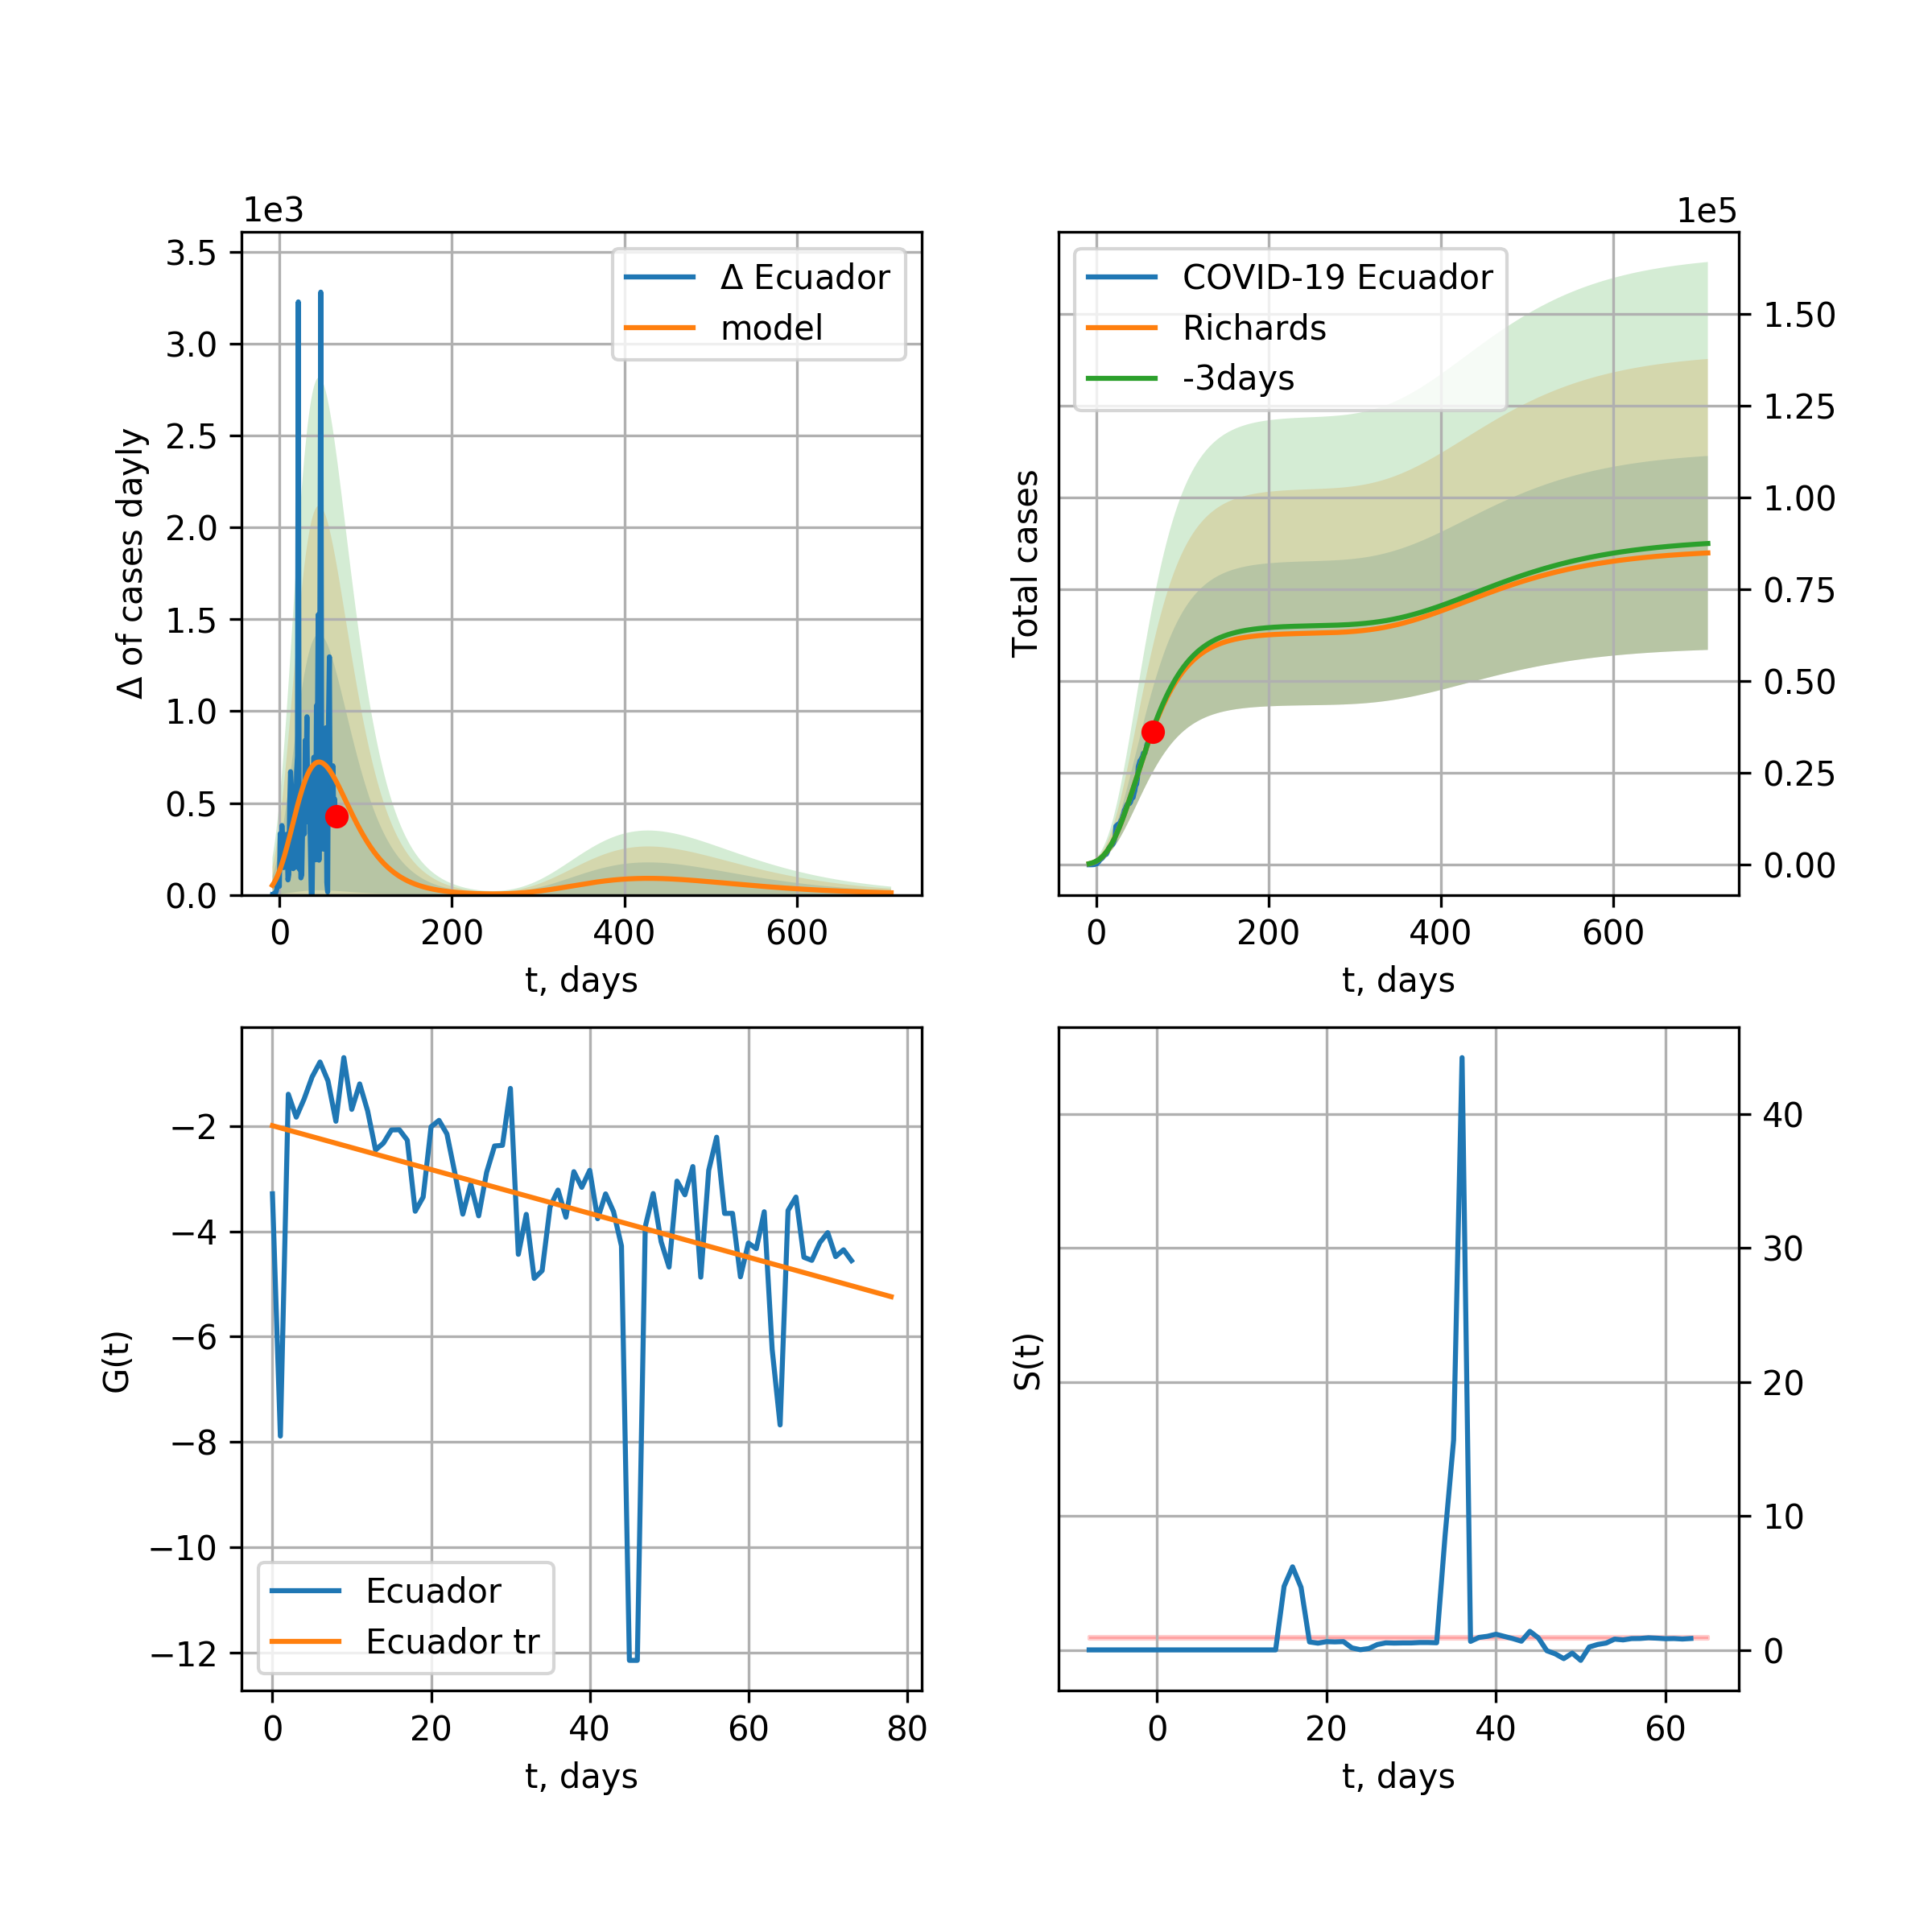 1e3
3.5
3.0
2.5
2.0
1.5
1.0
0.5
0.0
Δ of cases dayly
Δ Ecuador
model
0 200 400 600
t, days
1e5
COVID-19 Ecuador
Richards
-3days
Total cases
1.50
1.25
1.00
0.75
0.50
0.25
0.00
0 200 400 600
t, days
G(t)
−2
−4
−6
−8
−10
−12
Ecuador
Ecuador tr
0 20 40 60 80
t, days
S(t)
40
30
20
10
0
0 20 40 60
t, days